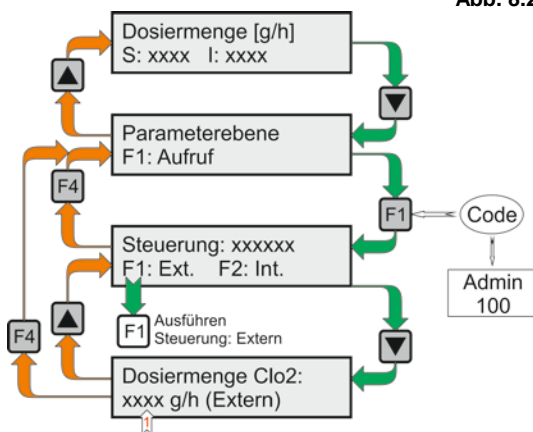 Abb. 8.2
Dosiermenge [g/h]
S: xxxx I: xxxx
Parameterebene
F1: Aufruf
F4
F1
Code
Admin
100
Steuerung: xxxxxx
F1: Ext. F2: Int.
F1
Ausführen
Steuerung: Extern
F4
Dosiermenge Clo2:
xxxx g/h (Extern)
1